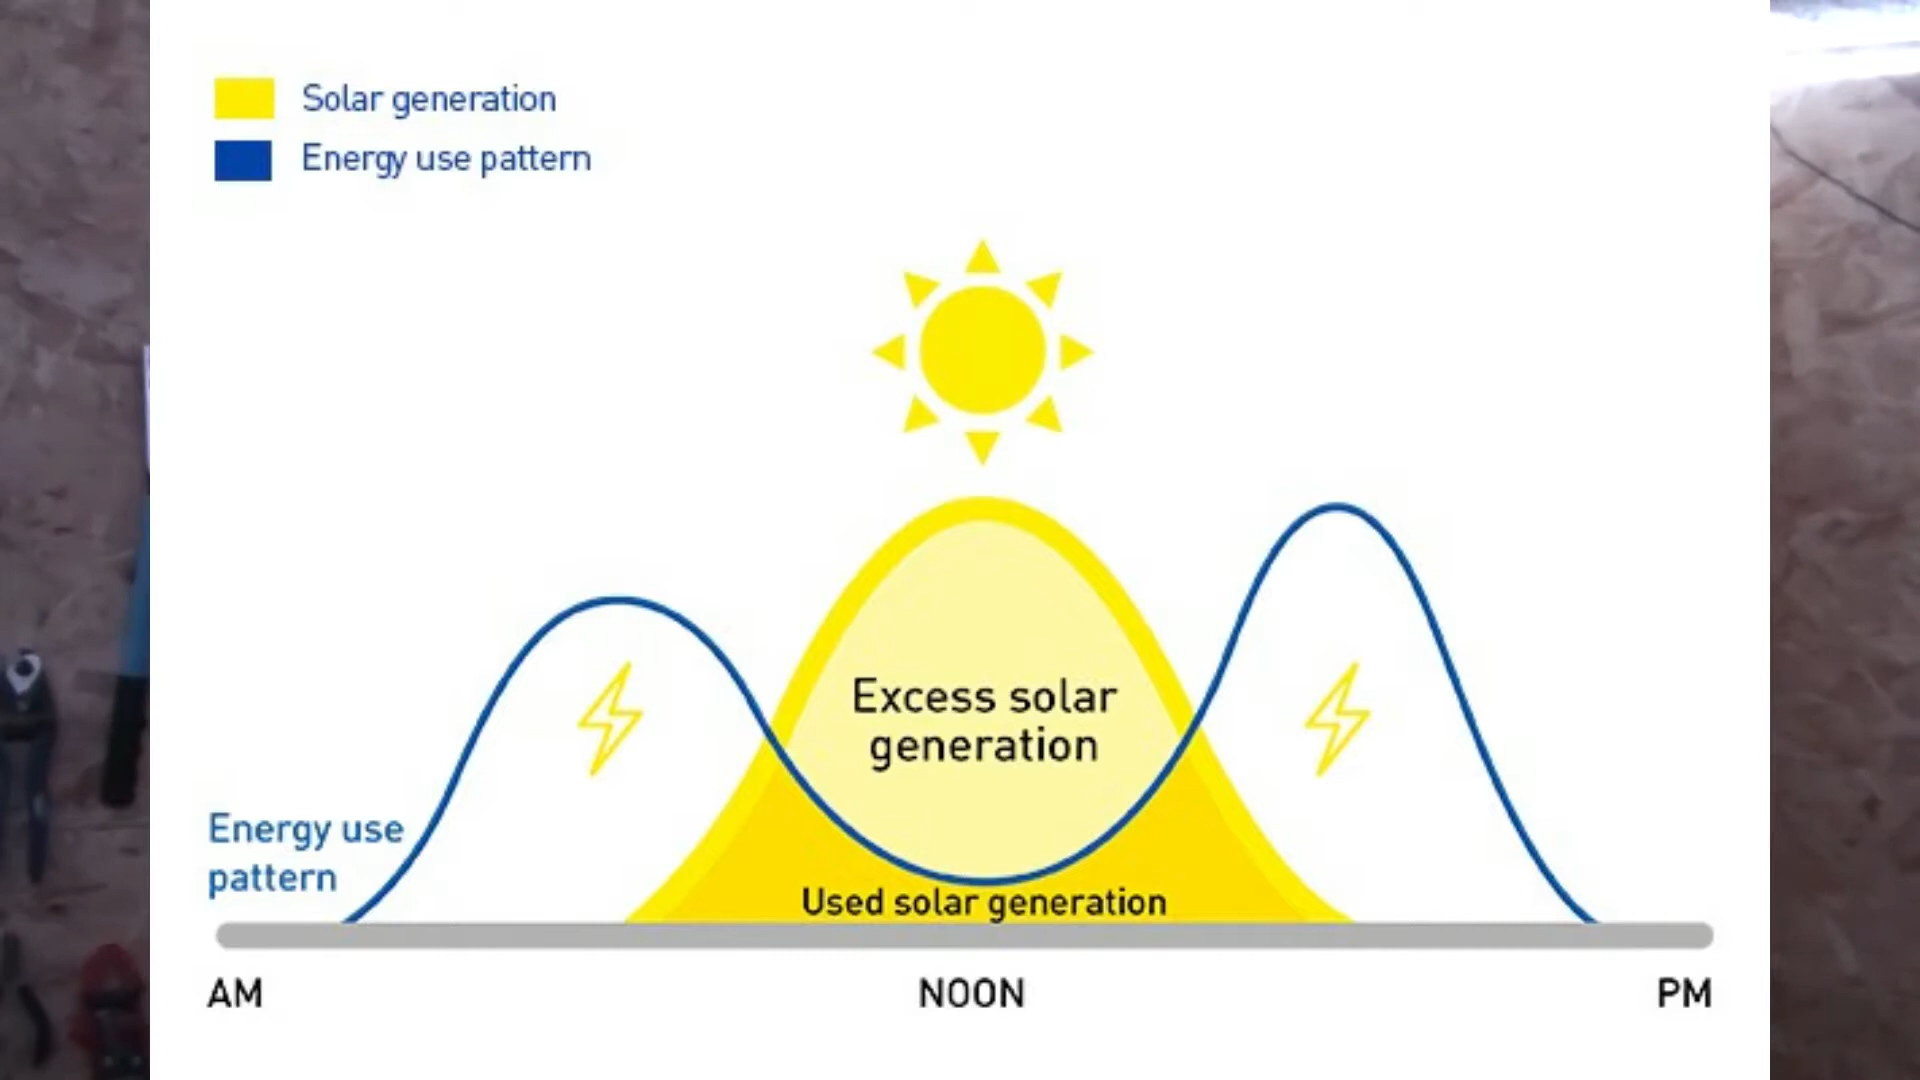 Solar generation
Energy use pattern
Excess solar
generation
Energy use
pattern
Used solar generation
AM
NOON
PM